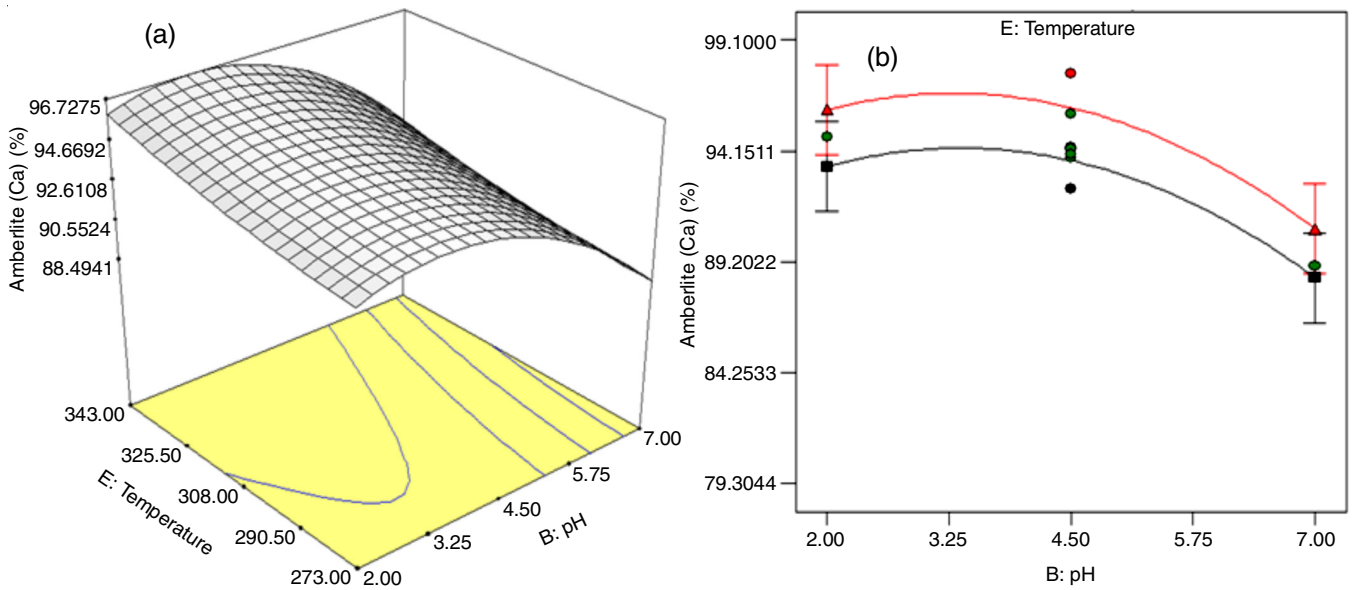 (a)
96.7275
94.6692
92.6108
90.5524
88.4941
Amberlite (Ca) (%)
343.00
325.50
308.00
290.50
273.00
E: Temperature
2.00
3.25
4.50
5.75
7.00
B: pH
(b)
E: Temperature
99.1000
94.1511
89.2022
84.2533
79.3044
Amberlite (Ca) (%)
2.00 3.25 4.50 5.75 7.00
B: pH